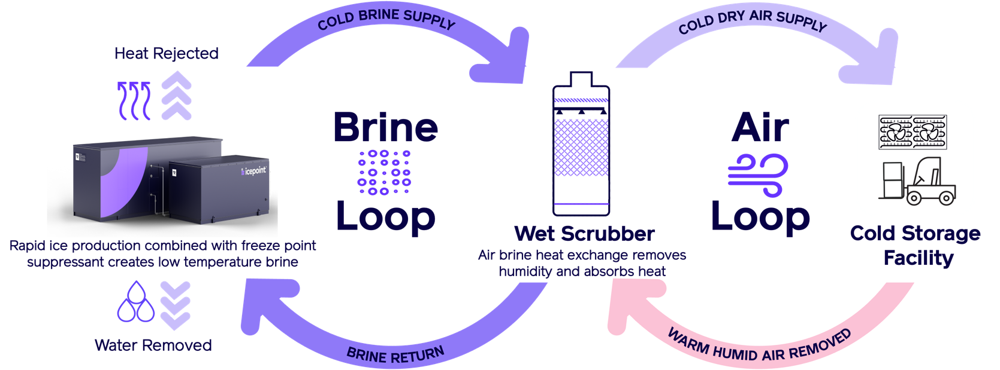 COLD BRINE SUPPLY
COLD DRY AIR SUPPLY
Heat Rejected
Brine
Loop
Air
Loop
icepoint
Rapid ice production combined with freeze point
suppressant creates low temperature brine
Wet Scrubber
Air brine heat exchange removes
humidity and absorbs heat
Cold Storage
Facility
Water Removed
BRINE RETURN
WARM HUMID AIR REMOVED